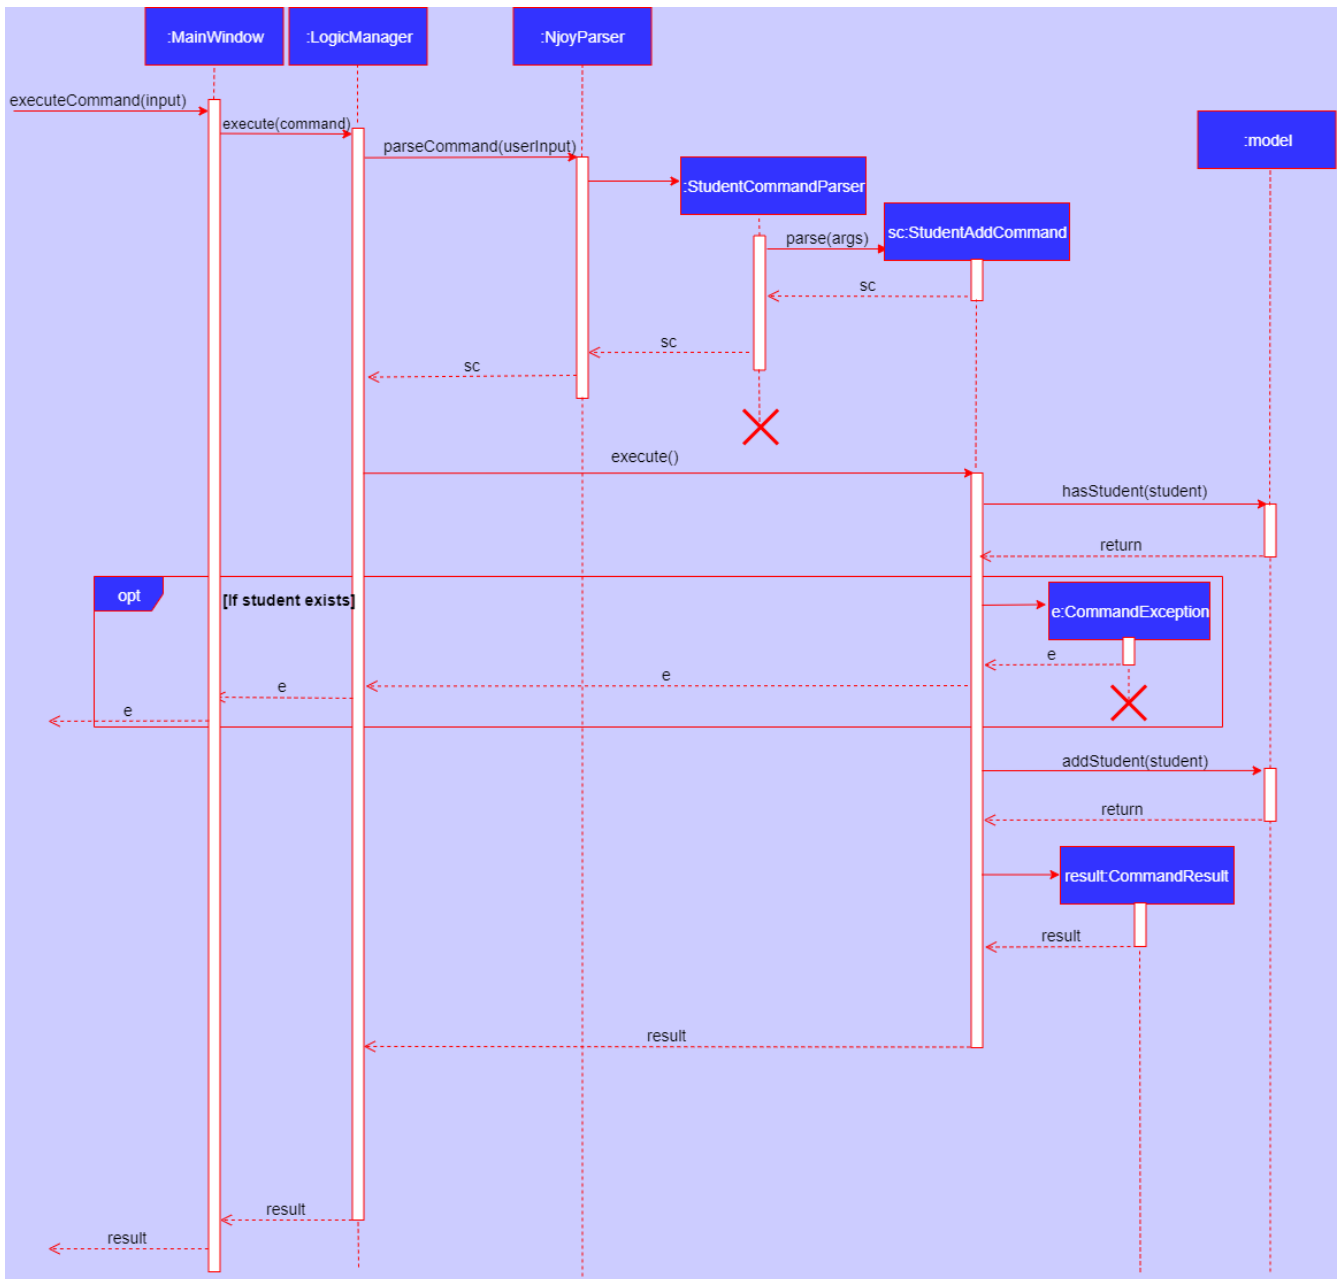 :MainWindow
:LogicManager
:NjoyParser
executeCommand(input)
execute(command)
:model
parseCommand(userInput)
:StudentCommandParser
sc:StudentAddCommand
parse(args)
sc
sc
sc
execute()
hasStudent(student)
return
opt
[If student exists]
e:CommandException
e
e
e
e
addStudent(student)
return
result:CommandResult
result
result
result
result